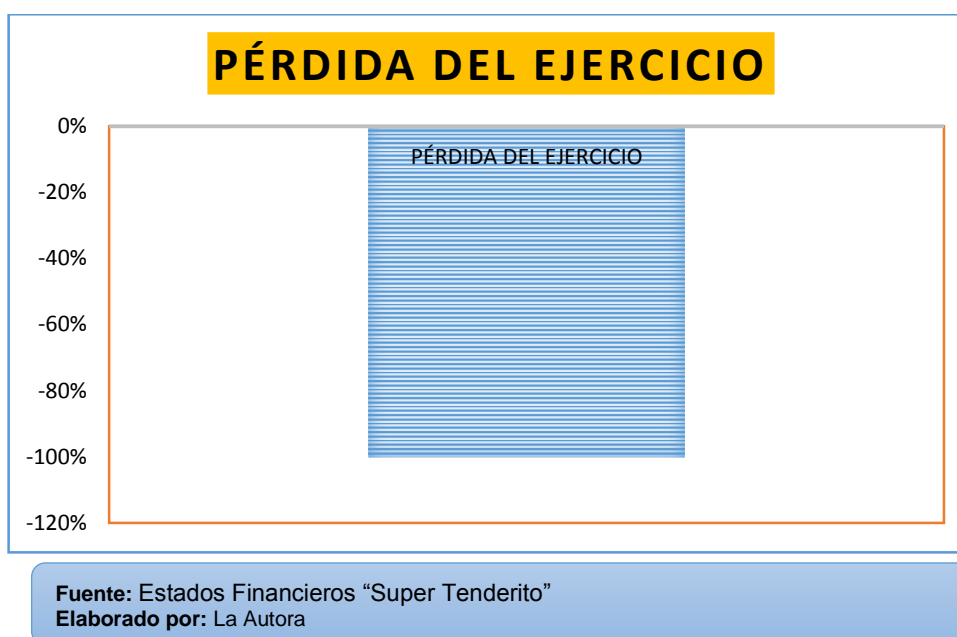 PÉRDIDA DEL EJERCICIO
0%
PÉRDIDA DEL EJERCICIO
-20%
-40%
-60%
-80%
-100%
-120%
Fuente: Estados Financieros “Super Tenderito”
Elaborado por: La Autora